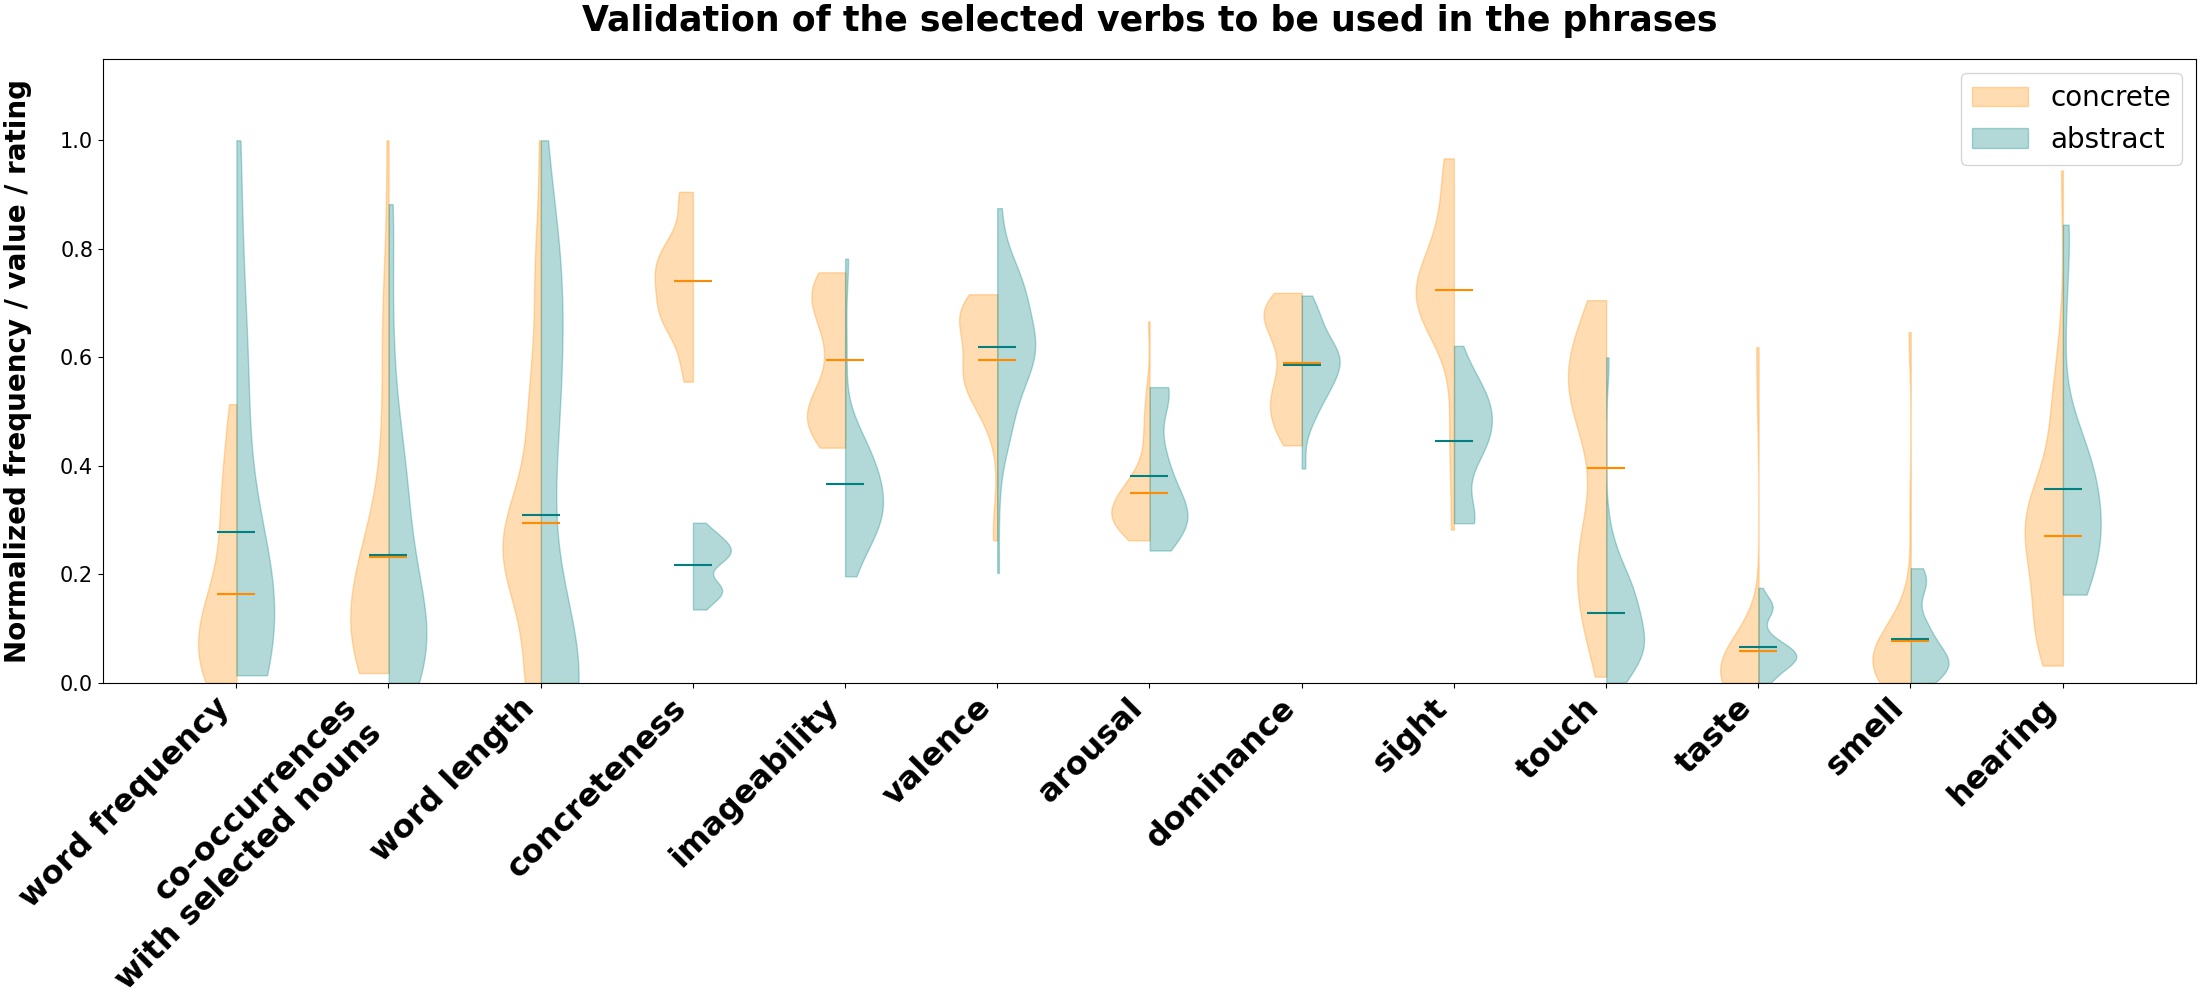 Validation of the selected verbs to be used in the phrases
Normalized frequency / value / rating
1.0
0.8
0.6
0.4
0.2
0.0
concrete
abstract
word frequency
co-occurrences
with selected nouns
word length
concreteness
imageability
valence
arousal
dominance
sight
touch
taste
smell
hearing